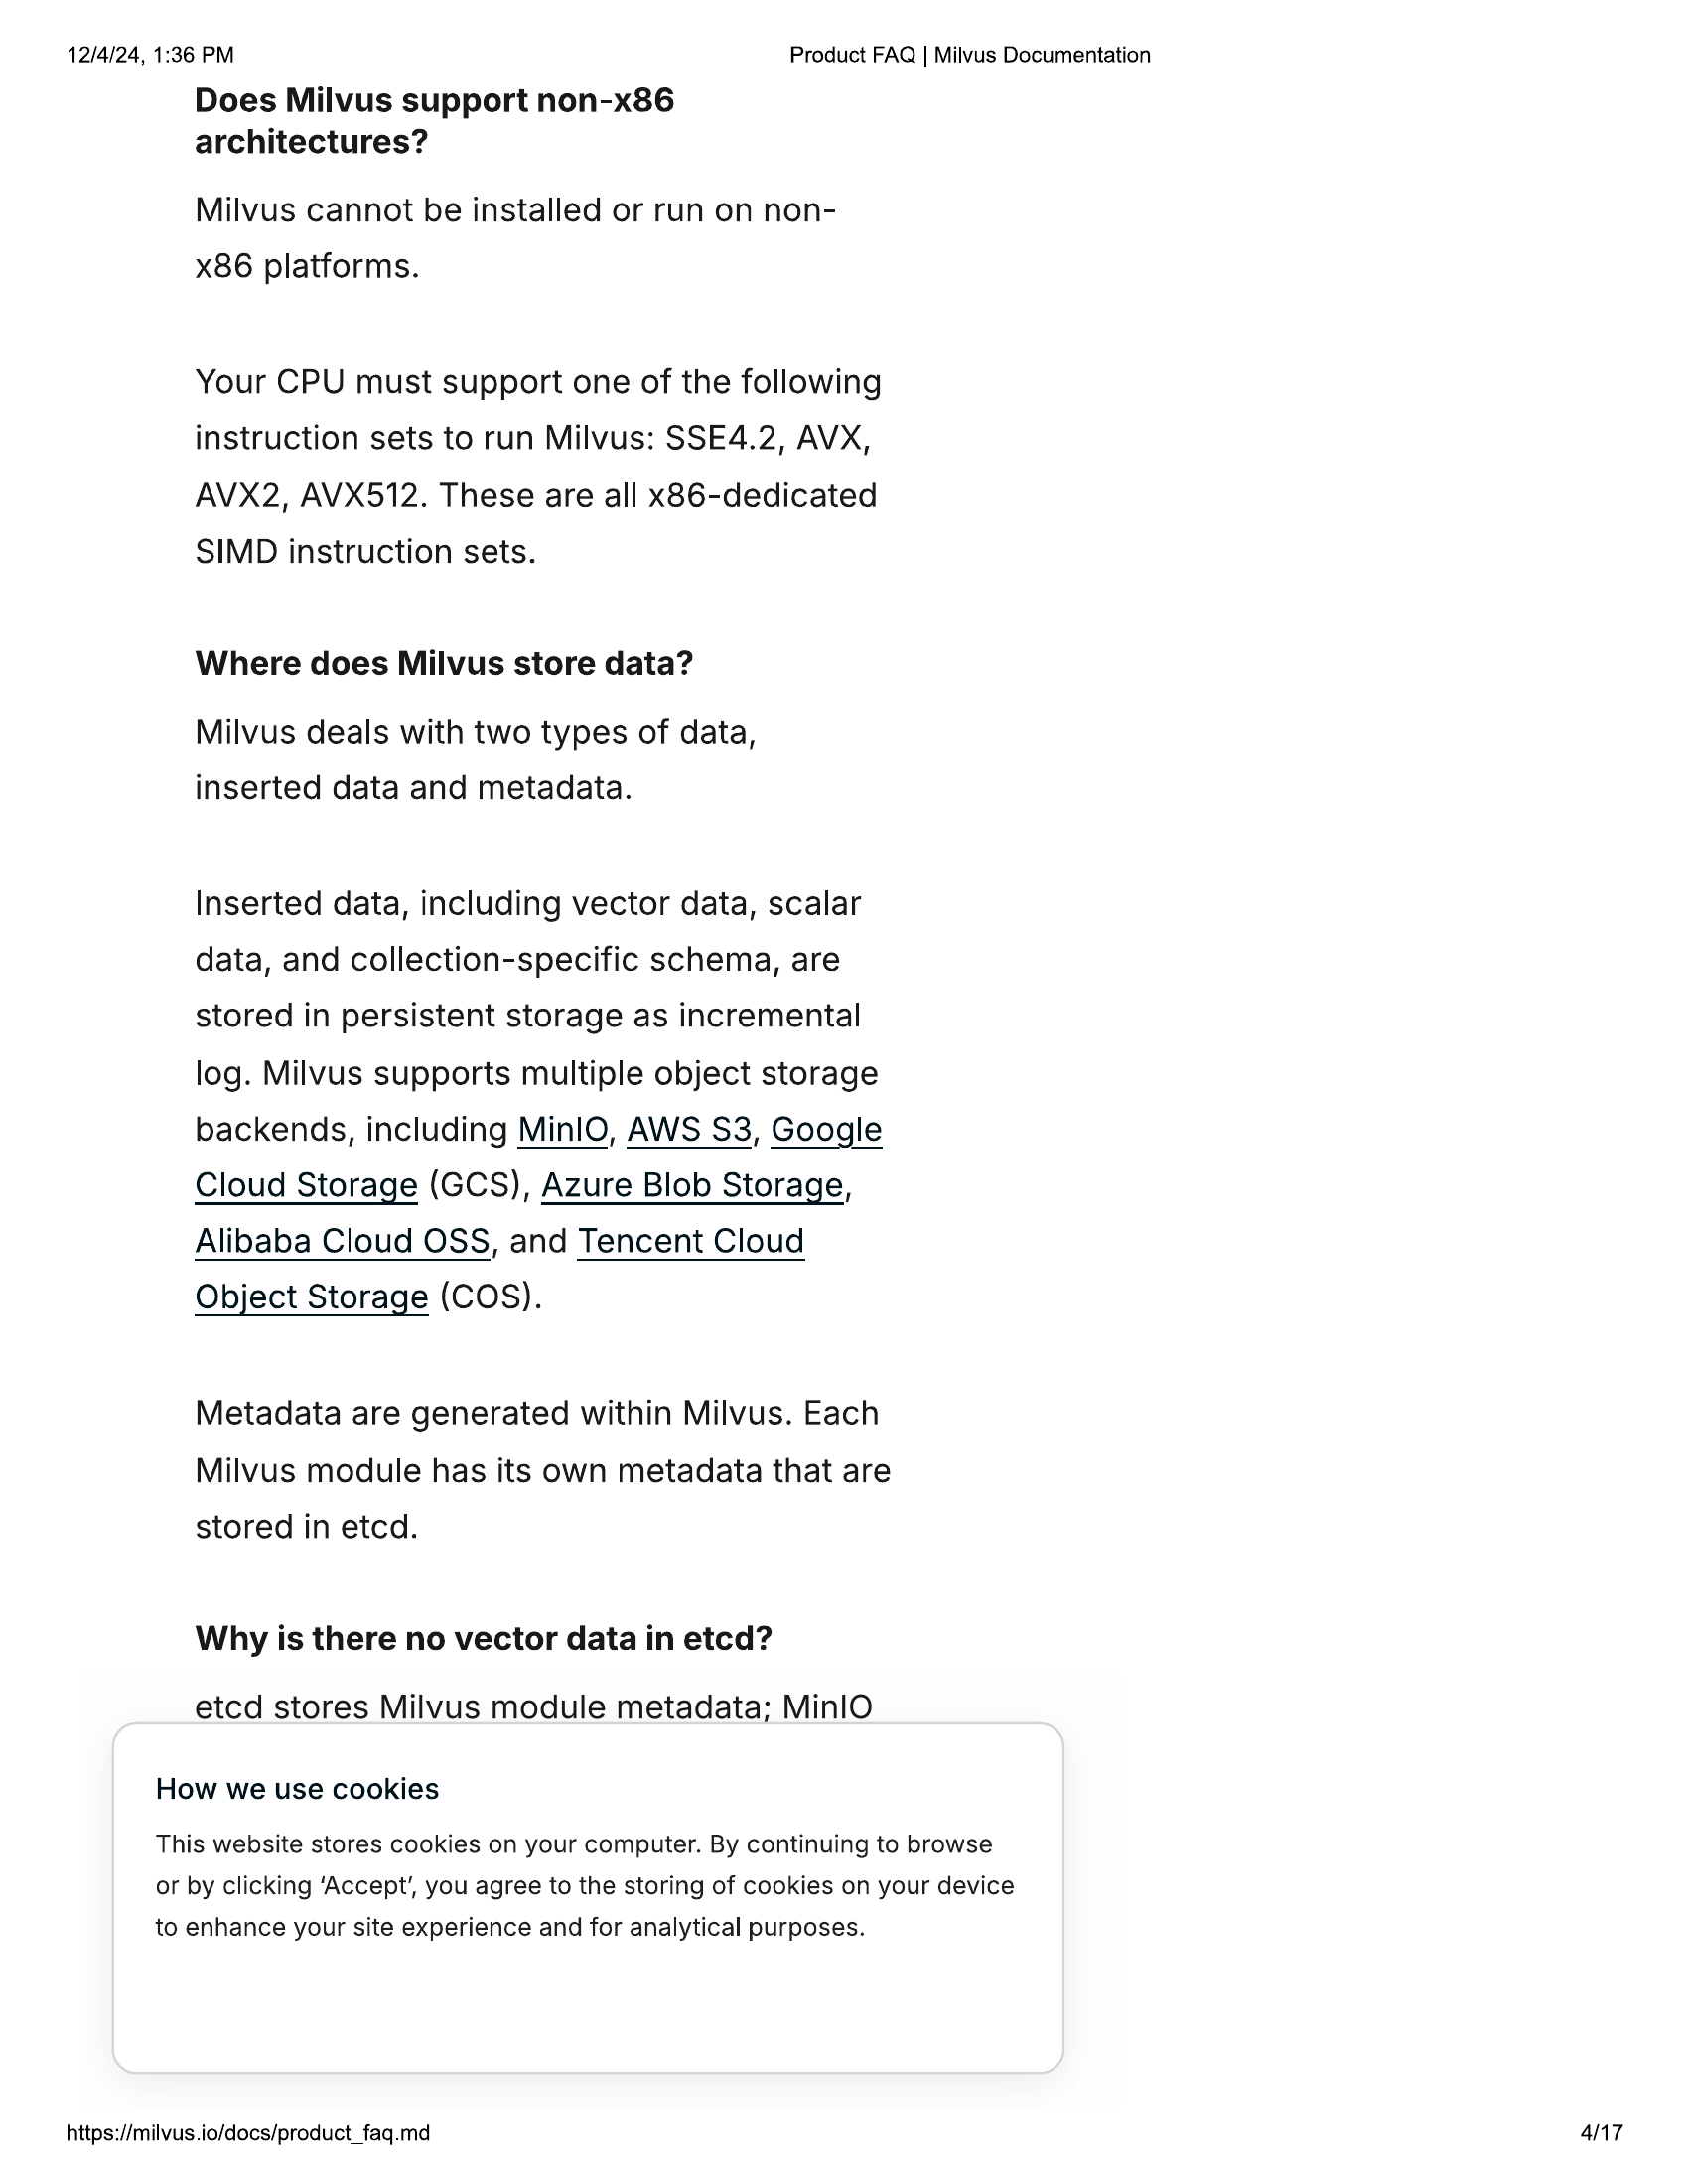 12/4/24, 1:36 PM
Product FAQ | Milvus Documentation
Does Milvus support non-x86
architectures?
Milvus cannot be installed or run on non-
x86 platforms.
Your CPU must support one of the following
instruction sets to run Milvus: SSE4.2, AVX,
AVX2, AVX512. These are all x86-dedicated
SIMD instruction sets.
Where does Milvus store data?
Milvus deals with two types of data,
inserted data and metadata.
Inserted data, including vector data, scalar
data, and collection-specific schema, are
stored in persistent storage as incremental
log. Milvus supports multiple object storage
backends, including MinIO, AWS S3, Google
Cloud Storage (GCS), Azure Blob Storage,
Alibaba Cloud OSS, and Tencent Cloud
Object Storage (COS).
Metadata are generated within Milvus. Each
Milvus module has its own metadata that are
stored in etcd.
Why is there no vector data in etcd?
etcd stores Milvus module metadata; MinIO
How we use cookies
This website stores cookies on your computer. By continuing to browse
or by clicking ‘Accept’, you agree to the storing of cookies on your device
to enhance your site experience and for analytical purposes.
https://milvus.io/docs/product_faq.md
4/17